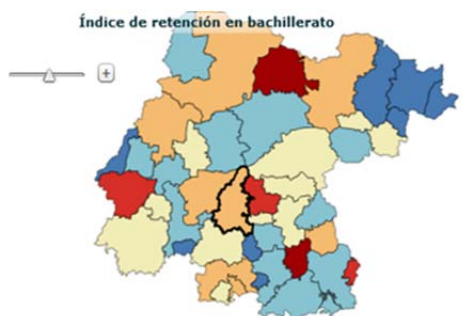 Índice de retención en bachillerato
+